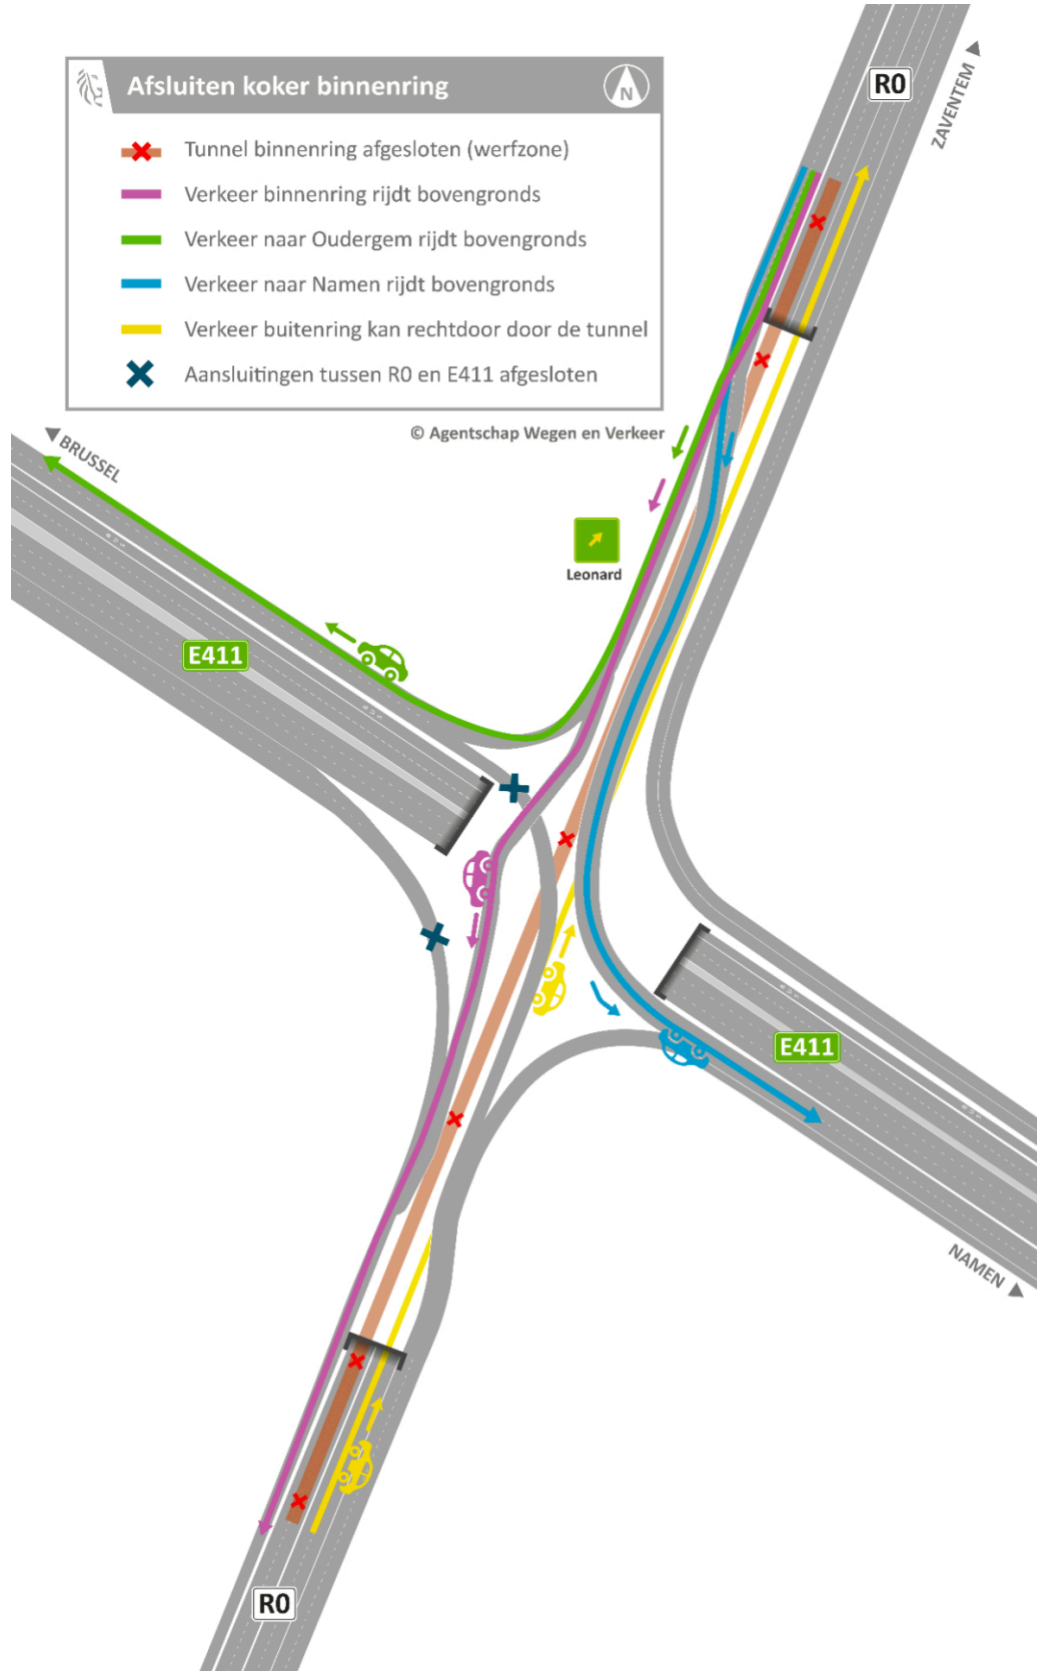 Afsluiten koker binnenring
N
Tunnel binnenring afgesloten (werfzone)
Verkeer binnenring rijdt bovengronds
Verkeer naar Oudergem rijdt bovengronds
Verkeer naar Namen rijdt bovengronds
Verkeer buitenring kan rechtdoor door de tunnel
Aansluitingen tussen R0 en E411 afgesloten
© Agentschap Wegen en Verkeer
R0
ZAVENTEM
BRUSSEL
Leonard
E411
E411
NAMEN
R0